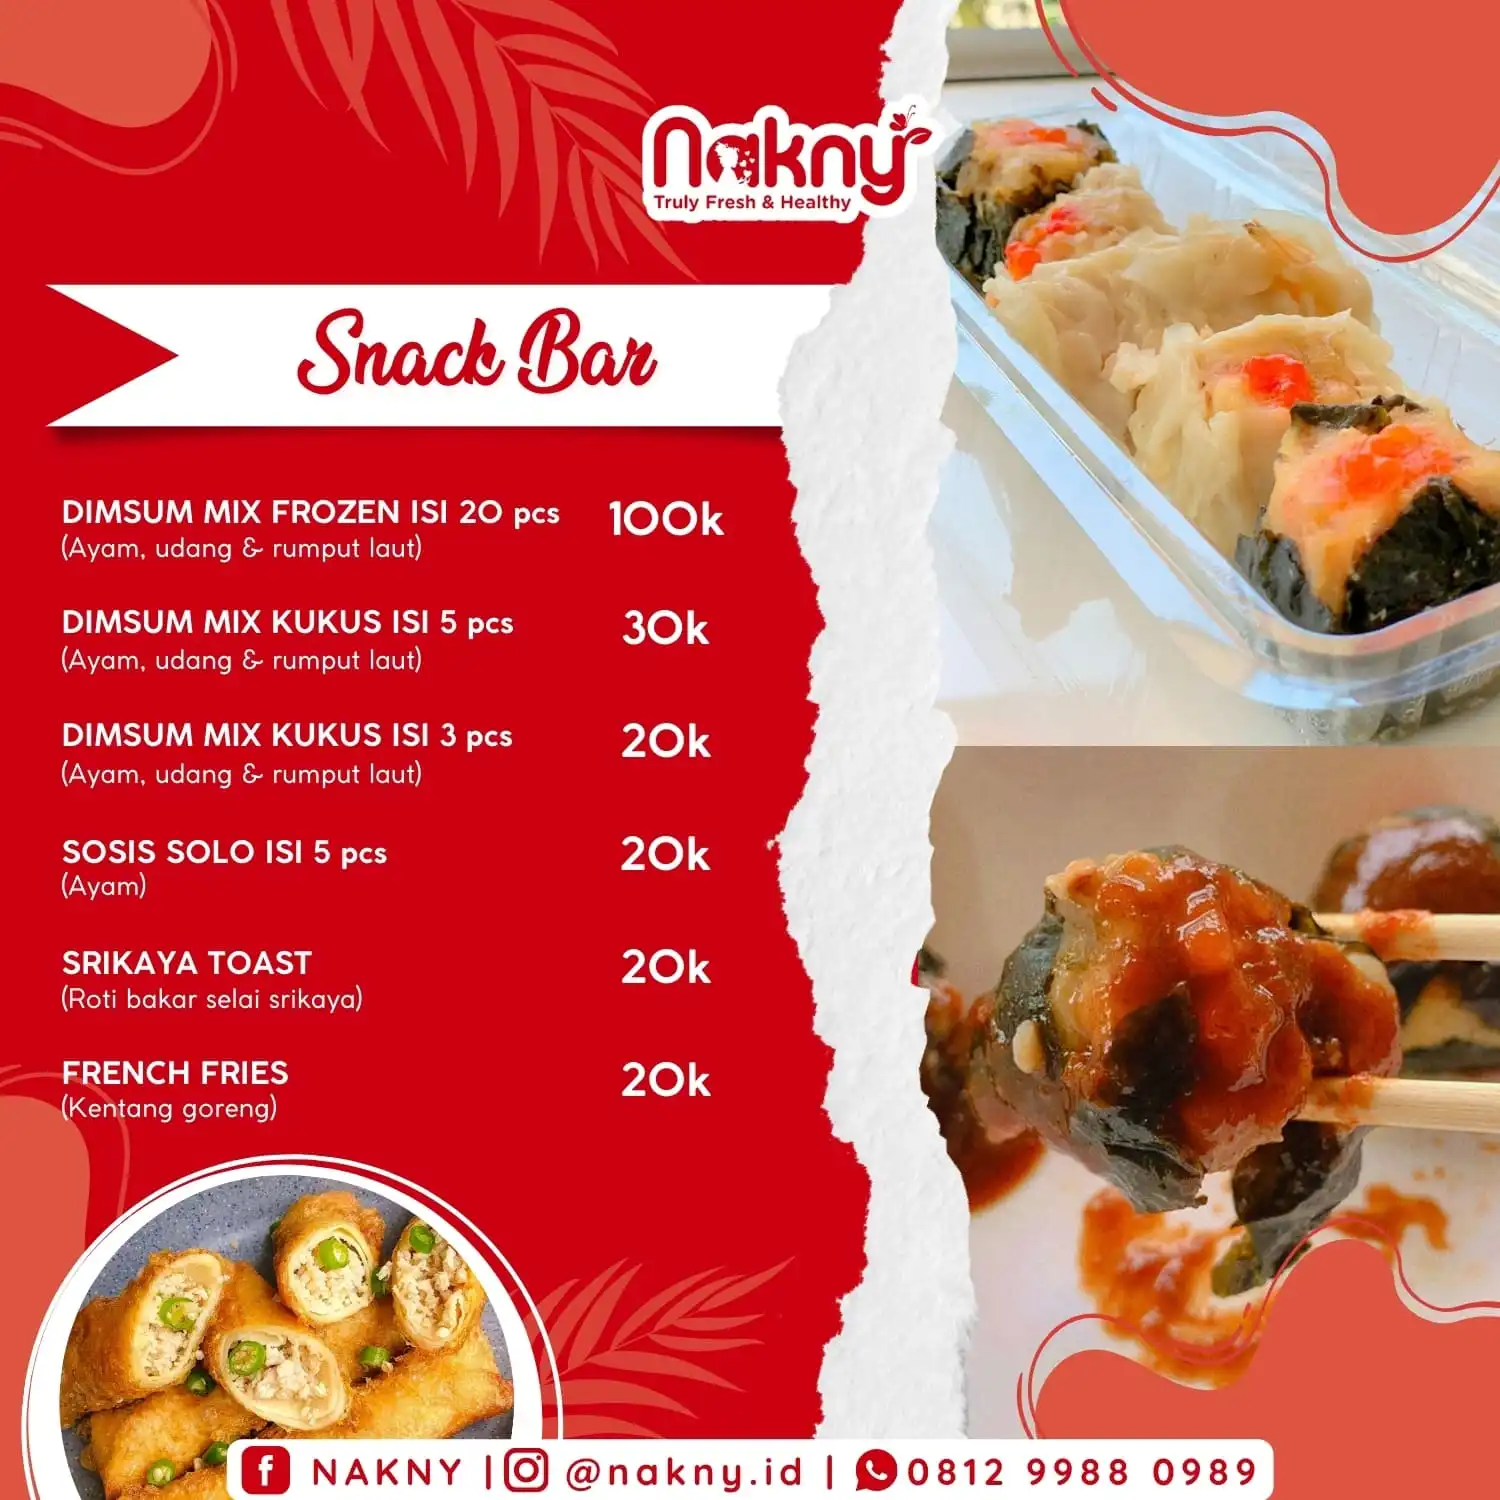 nakny
Truly Fresh & Healthy
Snack Bar
DIMSUM MIX FROZEN ISI 20 pcs 100k
(Ayam, udang & rumput laut)
DIMSUM MIX KUKUS ISI 5 pcs 30k
(Ayam, udang & rumput laut)
DIMSUM MIX KUKUS ISI 3 pcs 20k
(Ayam, udang & rumput laut)
SOSIS SOLO ISI 5 pcs 20k
(Ayam)
SRIKAYA TOAST 20k
(Roti bakar selai srikaya)
FRENCH FRIES 20k
(Kentang goreng)
NAKNY | @nakny.id | 0812 9988 0989